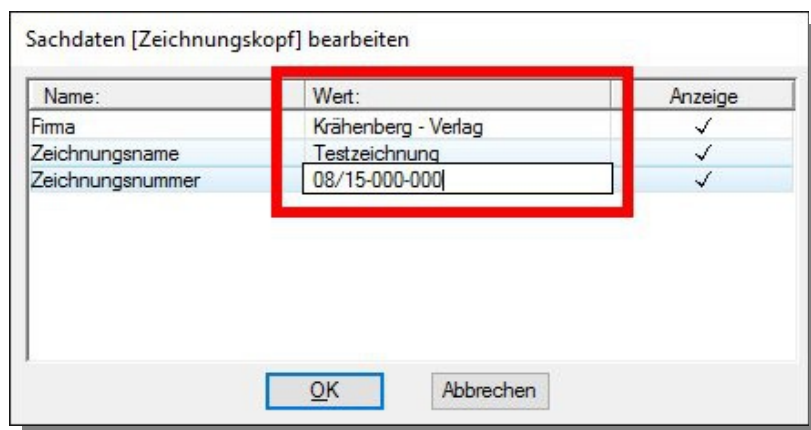 Sachdaten [Zeichnungskopf] bearbeiten
Name: Wert: Anzeige
Firma Krähenberg - Verlag ✓
Zeichnungsname Testzeichnung ✓
Zeichnungsnummer 08/15-000-000 ✓
OK Abbrechen